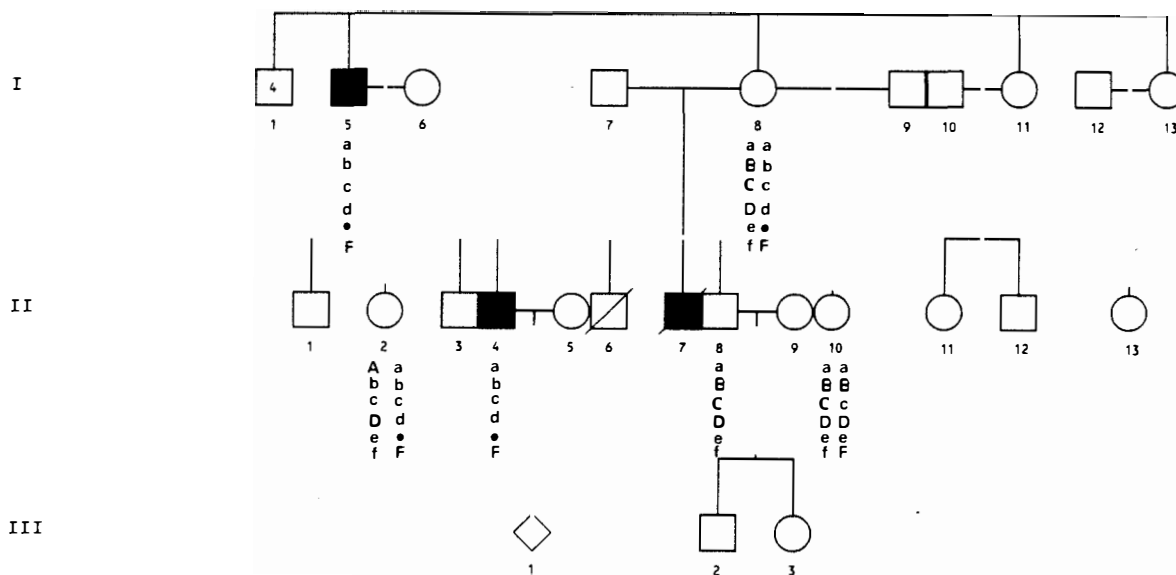 I
4
1 5 6 7 8 9 10 11 12 13
a a a
b B b
c C c
d D d
• e •
F f F
II
1 2 3 4 5 6 7 8 9 10 11 12 13
A a a a a a
b b b B B B
c c c C C c
D d d D D D
e • • e e e
f F F f f F
III
1 2 3